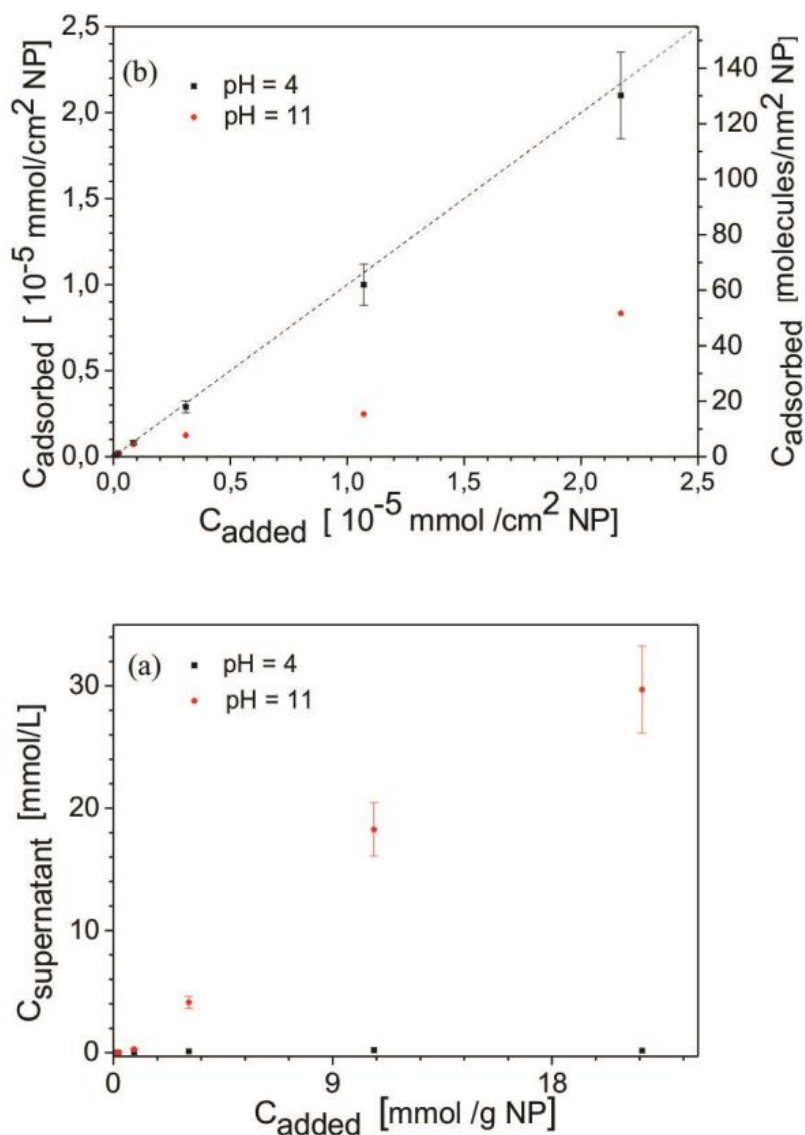 (b)
pH = 4
pH = 11
2,5
2,0
1,5
1,0
0,5
0,0
Cadsorbed [ 10⁻⁵ mmol/cm² NP]
140
120
100
80
60
40
20
0
Cadsorbed [molecules/nm² NP]
0,0 0,5 1,0 1,5 2,0 2,5
Cadded [ 10⁻⁵ mmol /cm² NP]
(a)
pH = 4
pH = 11
30
20
10
0
Csupernatant [mmol/L]
0 9 18
Cadded [mmol /g NP]